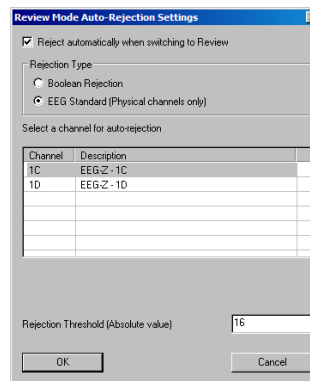 Review Mode Auto-Rejection Settings
Reject automatically when switching to Review
Rejection Type
Boolean Rejection
EEG Standard (Physical channels only)
Select a channel for auto-rejection
Channel Description
1C EEG-Z - 1C
1D EEG-Z - 1D
Rejection Threshold (Absolute value) 16
OK Cancel